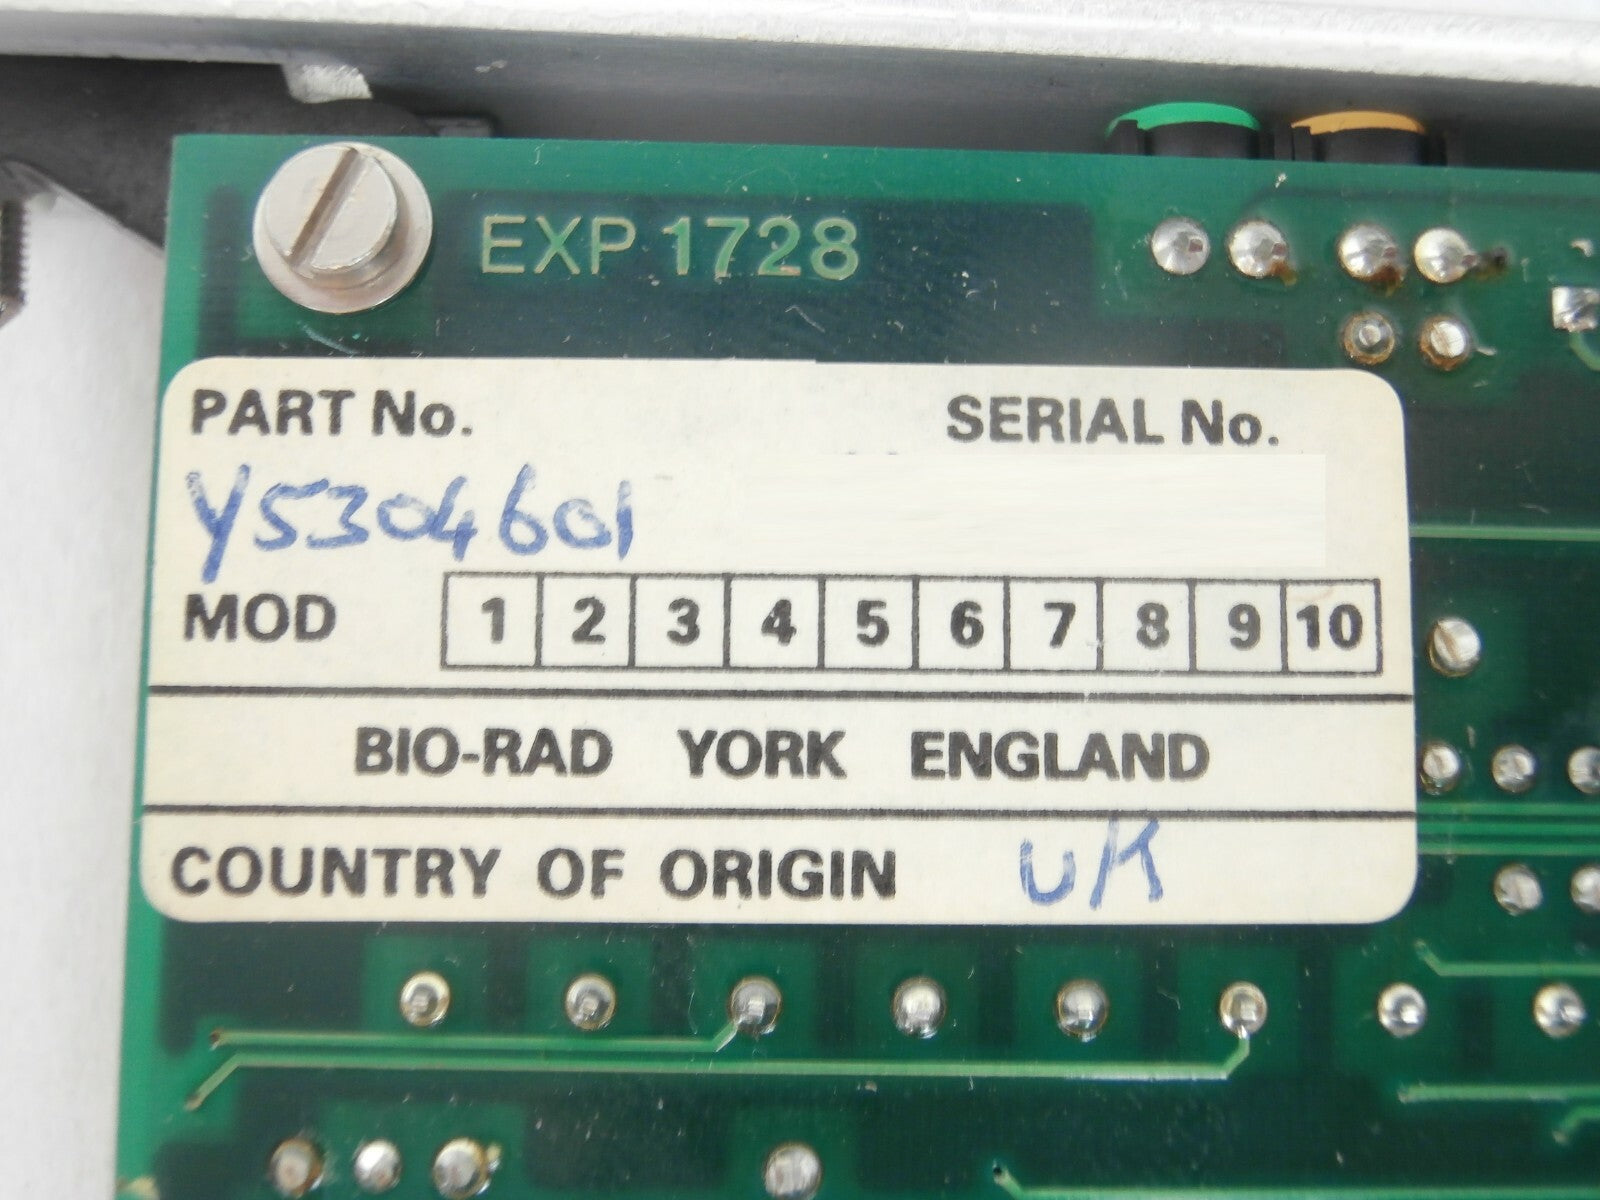 EXP 1728
PART No. SERIAL No.
Y5304601
MOD 1 2 3 4 5 6 7 8 9 10
BIO-RAD YORK ENGLAND
COUNTRY OF ORIGIN UK